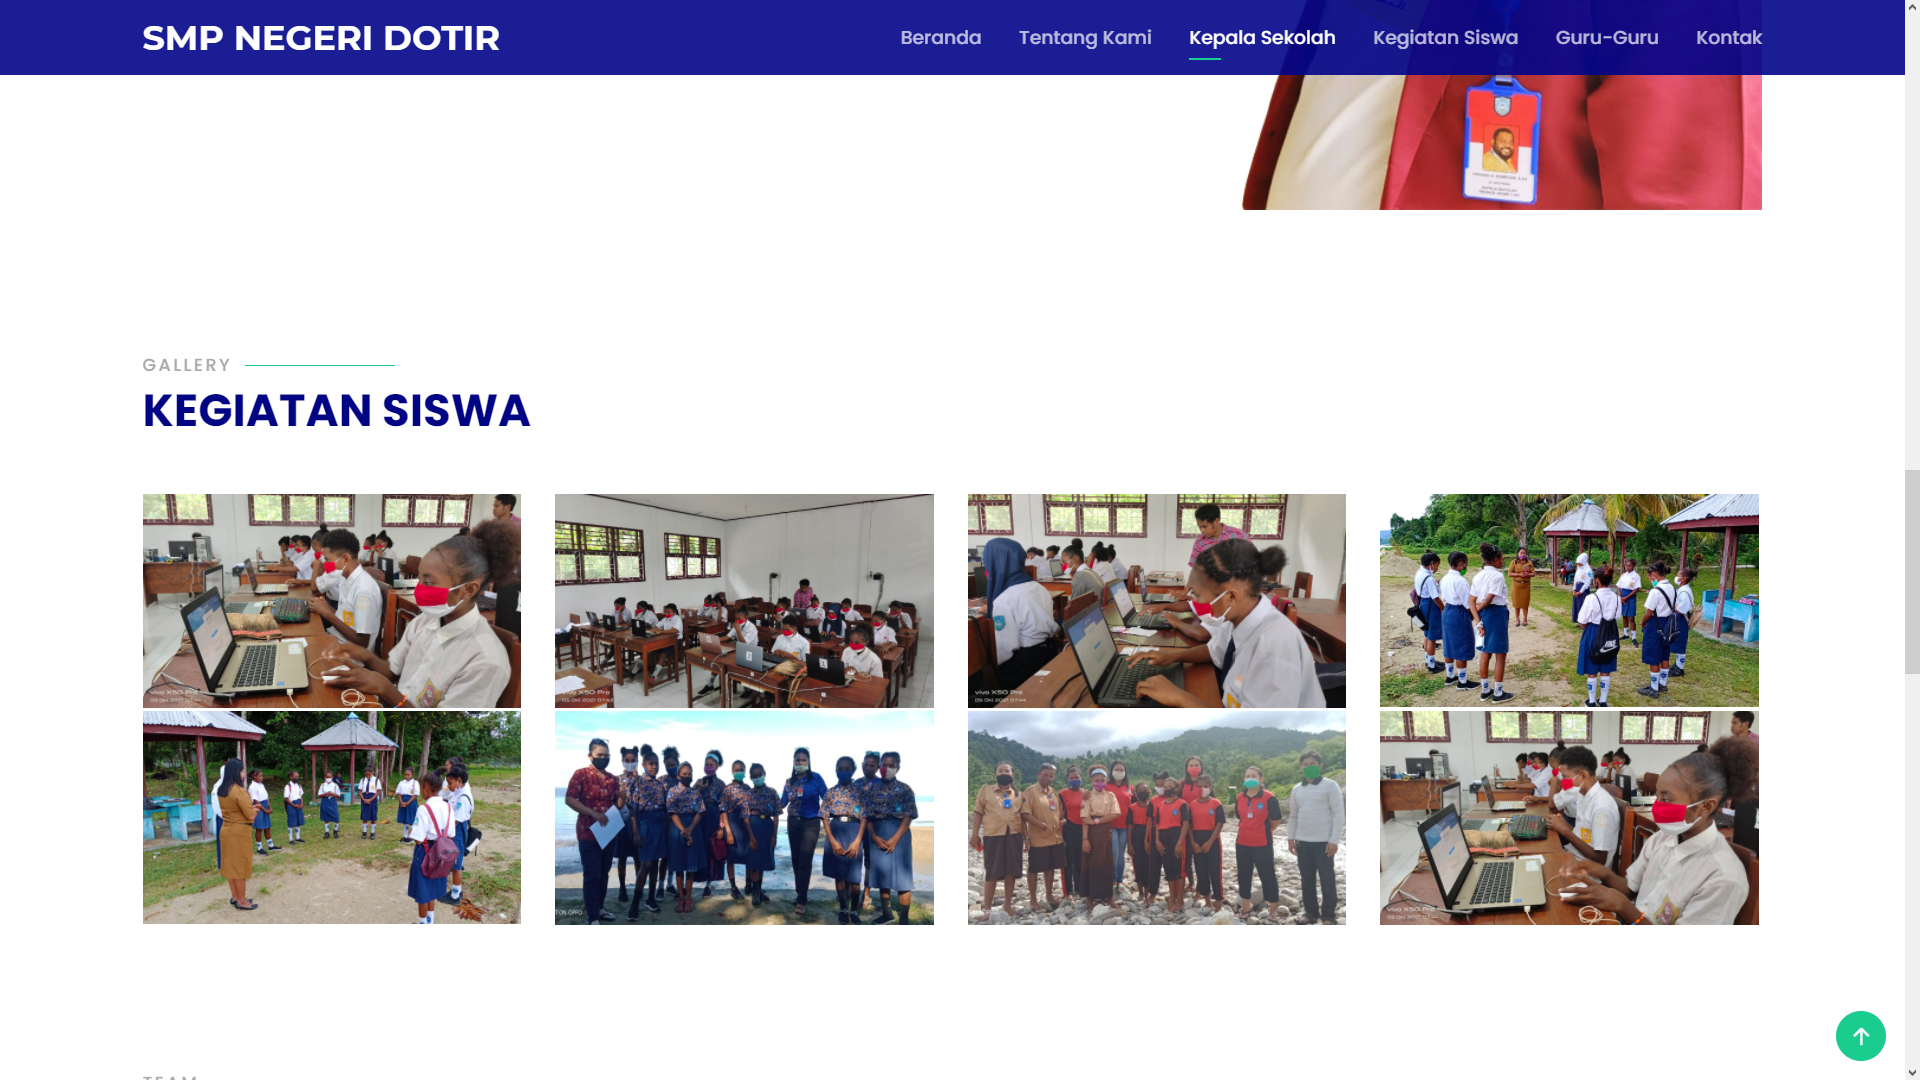 SMP NEGERI DOTIR
Beranda
Tentang Kami
Kepala Sekolah
Kegiatan Siswa
Guru-Guru
Kontak
GALLERY
KEGIATAN SISWA
vivo X50 Pro
vivo X50 Pro
vivo X50 Pro
vivo X50 Pro
TEAM